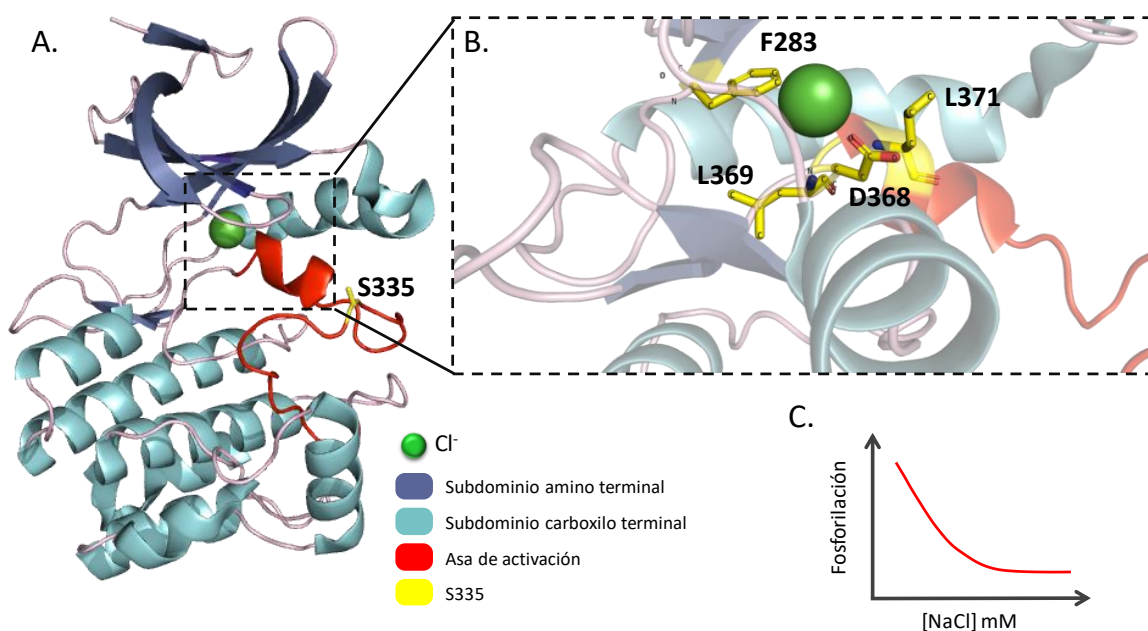 A.
S335
B.
F283
L371
L369
D368
Cl-
Subdominio amino terminal
Subdominio carboxilo terminal
Asa de activación
S335
C.
Fosforilación
[NaCl] mM